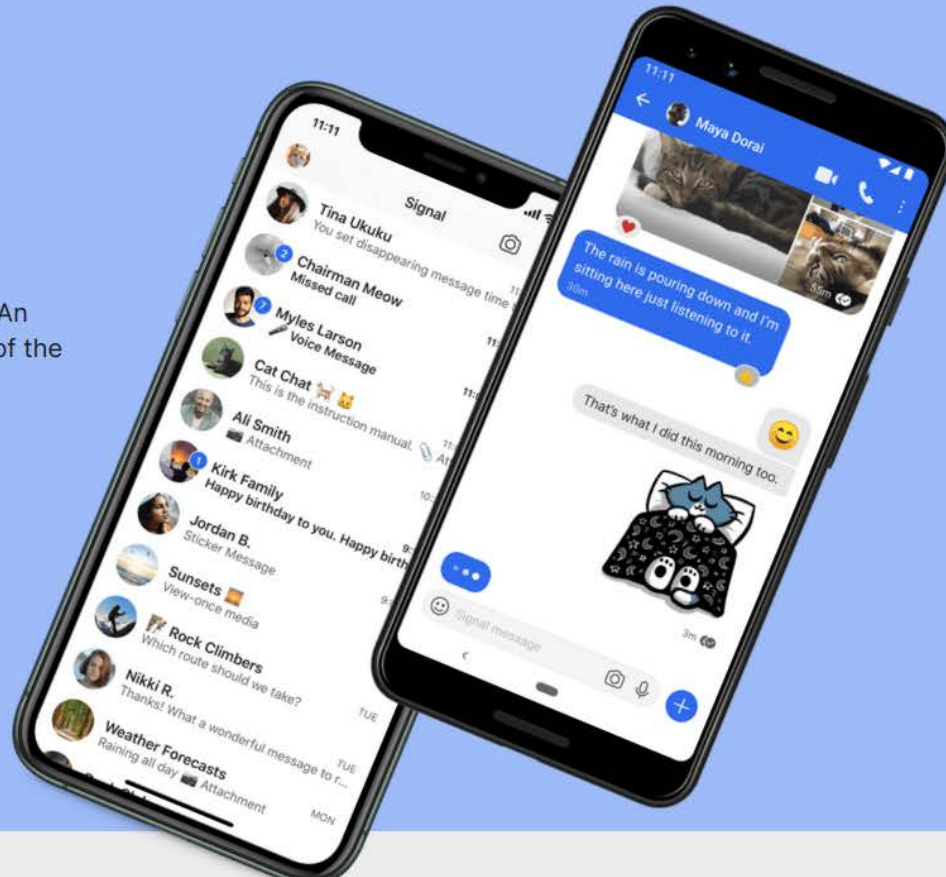 An
of the
11:11
Signal
Tina Ukuku
You set disappearing message time
2
Chairman Meow
Missed call
7
Myles Larson
🎤 Voice Message
Cat Chat 🐈 🐱
This is the instruction manual. 📎
Ali Smith
📷 Attachment
1
Kirk Family
Happy birthday to you. Happy birth
Jordan B.
Sticker Message
Sunsets 🌅
View-once media
🧗 Rock Climbers
Which route should we take?
TUE
Nikki R.
Thanks! What a wonderful message to r...
TUE
Weather Forecasts
Raining all day 📷 Attachment
MON
11:11
Maya Dorai
55m
The rain is pouring down and I'm
sitting here just listening to it.
30m
😊
That's what I did this morning too.
3m
Signal message